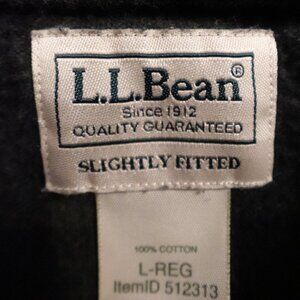 L.L.Bean®
Since 1912
QUALITY GUARANTEED
SLIGHTLY FITTED
100% COTTON
L-REG
ItemID 512313